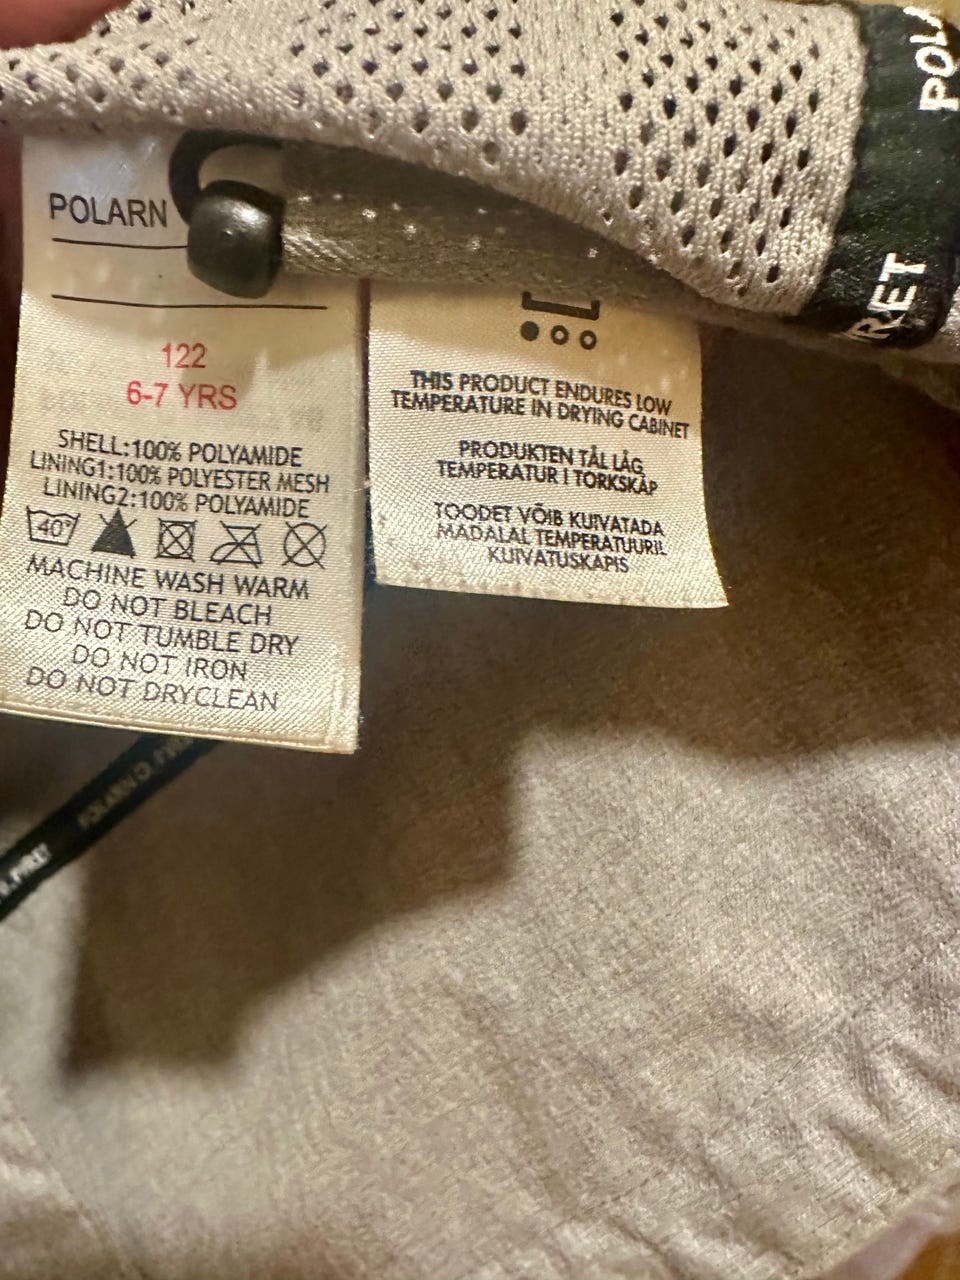 POLARN
122
6-7 YRS
SHELL:100% POLYAMIDE
LINING1:100% POLYESTER MESH
LINING2:100% POLYAMIDE
40°
MACHINE WASH WARM
DO NOT BLEACH
DO NOT TUMBLE DRY
DO NOT IRON
DO NOT DRYCLEAN
THIS PRODUCT ENDURES LOW
TEMPERATURE IN DRYING CABINET
PRODUKTEN TÅL LÅG
TEMPERATUR I TORKSKÅP
TOODET VÕIB KUIVATADA
MADALAL TEMPERATUURIL
KUIVATUSKAPIS
RET